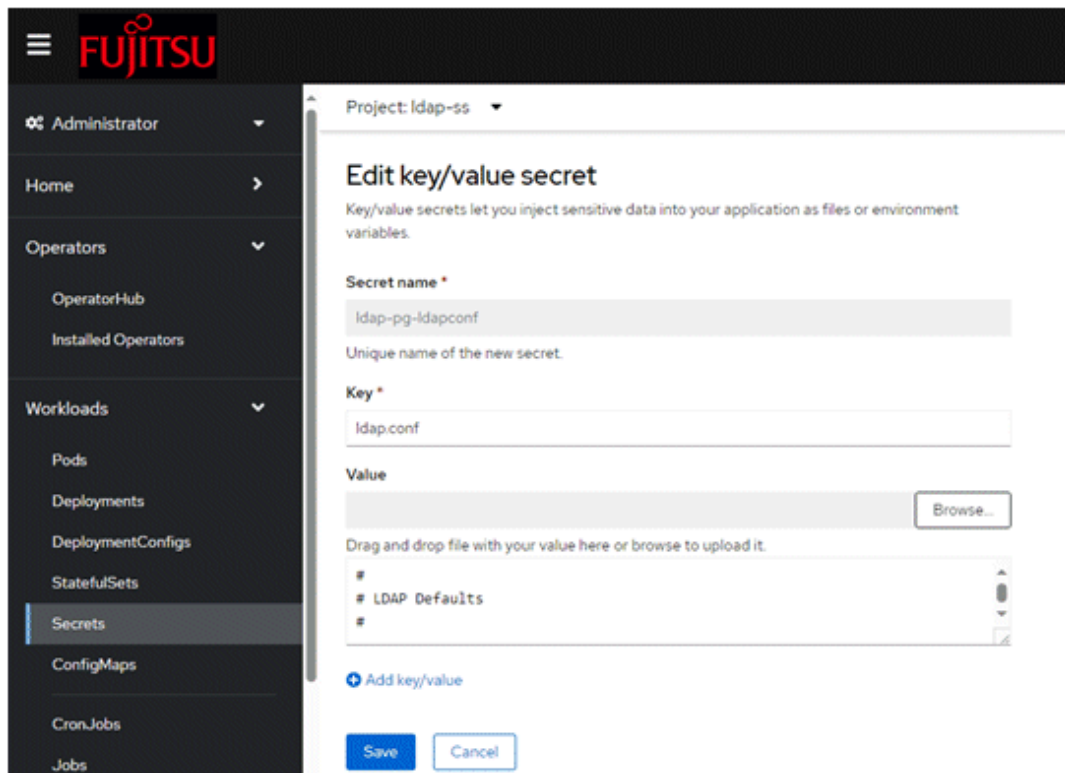 FUJITSU
Administrator
Home
Operators
OperatorHub
Installed Operators
Workloads
Pods
Deployments
DeploymentConfigs
StatefulSets
Secrets
ConfigMaps
CronJobs
Jobs
Project: ldap-ss
Edit key/value secret
Key/value secrets let you inject sensitive data into your application as files or environment
variables.
Secret name *
ldap-pg-ldapconf
Unique name of the new secret.
Key *
ldap.conf
Value
Browse...
Drag and drop file with your value here or browse to upload it.
#
# LDAP Defaults
#
Add key/value
Save
Cancel